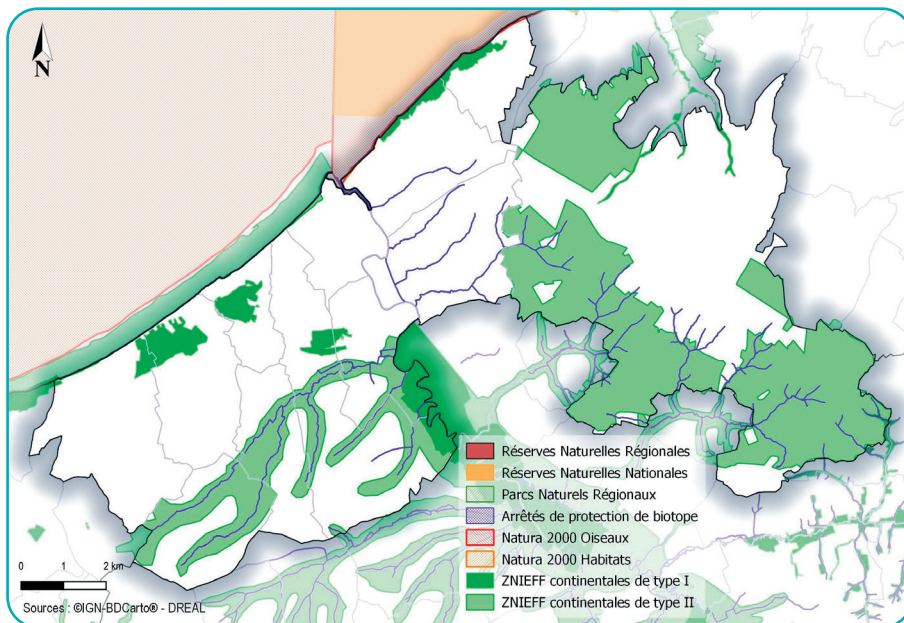 N
Réserves Naturelles Régionales
Réserves Naturelles Nationales
Parcs Naturels Régionaux
Arrêtés de protection de biotope
Natura 2000 Oiseaux
Natura 2000 Habitats
ZNIEFF continentales de type I
ZNIEFF continentales de type II
0 1 2 km
Sources : ©IGN-BDCarto® - DREAL